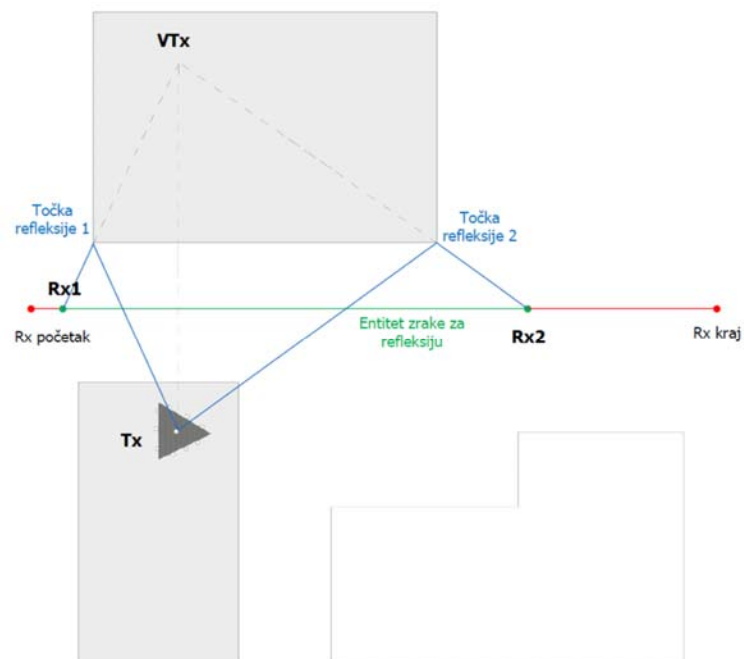 VTx
Točka
refleksije 1
Točka
refleksije 2
Rx1
Rx početak
Entitet zrake za
refleksiju
Rx2
Rx kraj
Tx